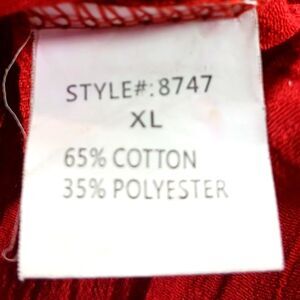 STYLE#:8747
XL
65% COTTON
35% POLYESTER